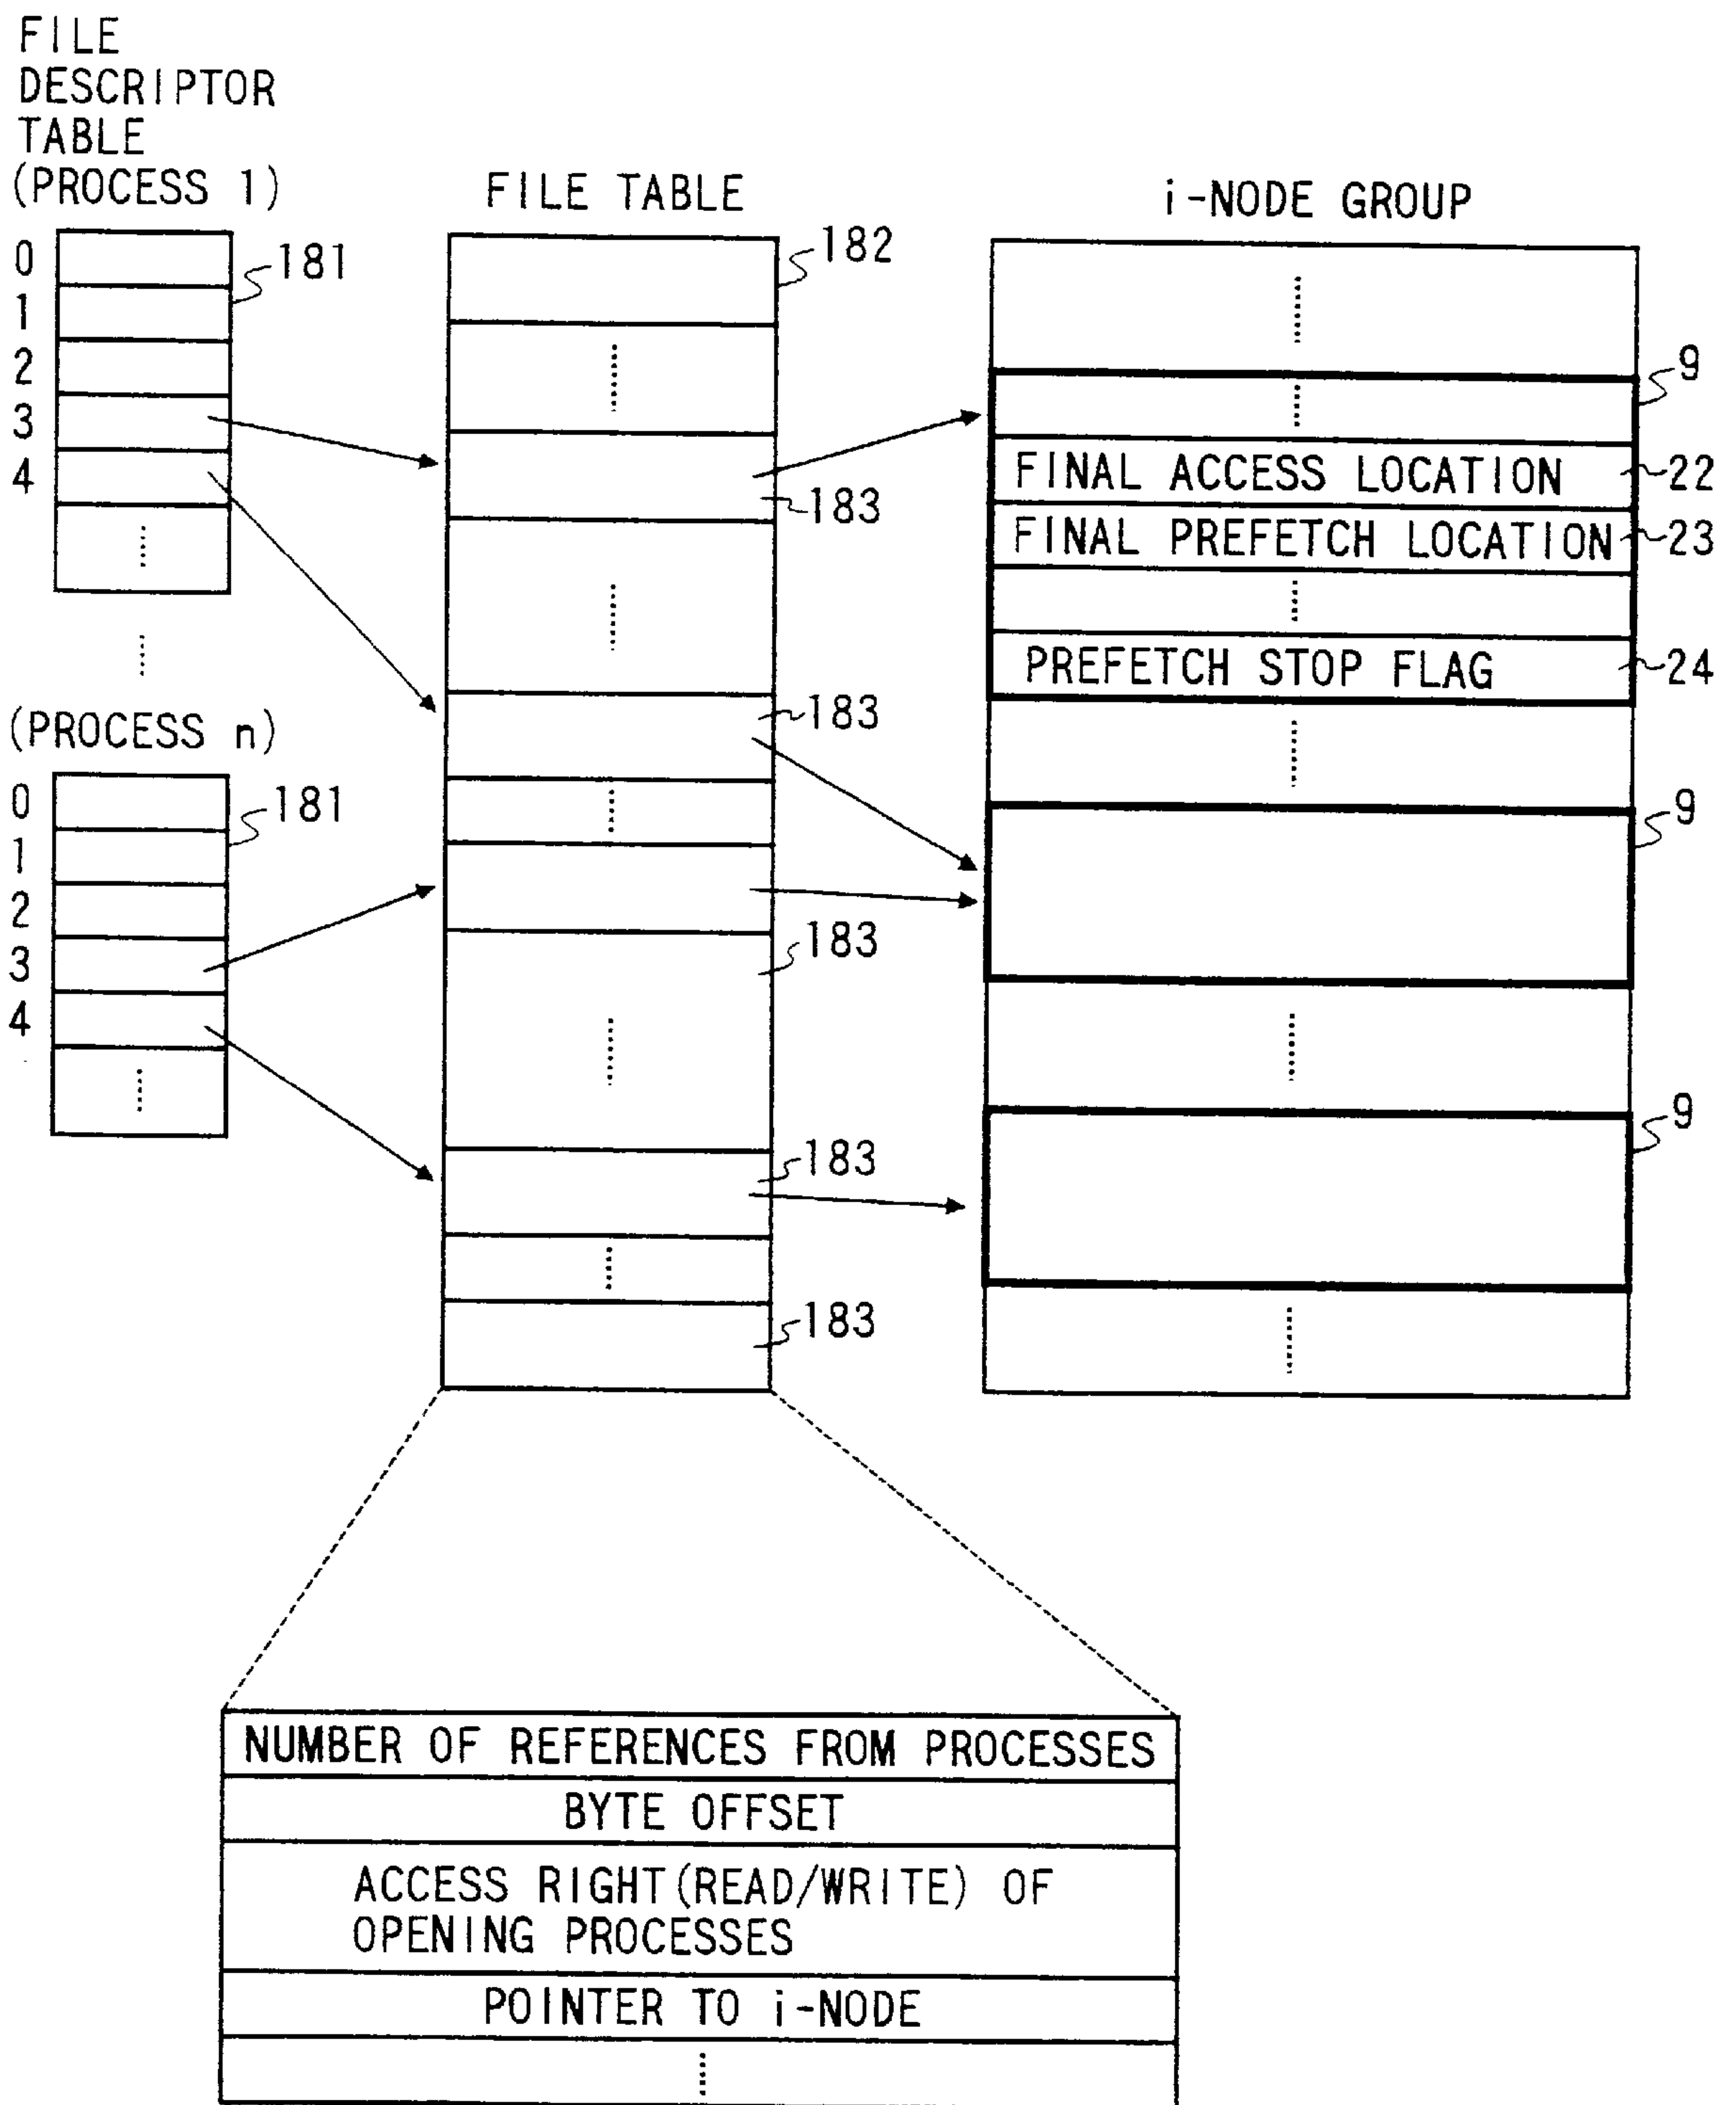 FILE
DESCRIPTOR
TABLE
(PROCESS 1)
0
1
2
3
4
181
(PROCESS n)
0
1
2
3
4
181
FILE TABLE
182
183
183
183
183
183
i-NODE GROUP
9
FINAL ACCESS LOCATION
22
FINAL PREFETCH LOCATION
23
PREFETCH STOP FLAG
24
9
9
NUMBER OF REFERENCES FROM PROCESSES
BYTE OFFSET
ACCESS RIGHT(READ/WRITE) OF
OPENING PROCESSES
POINTER TO i-NODE